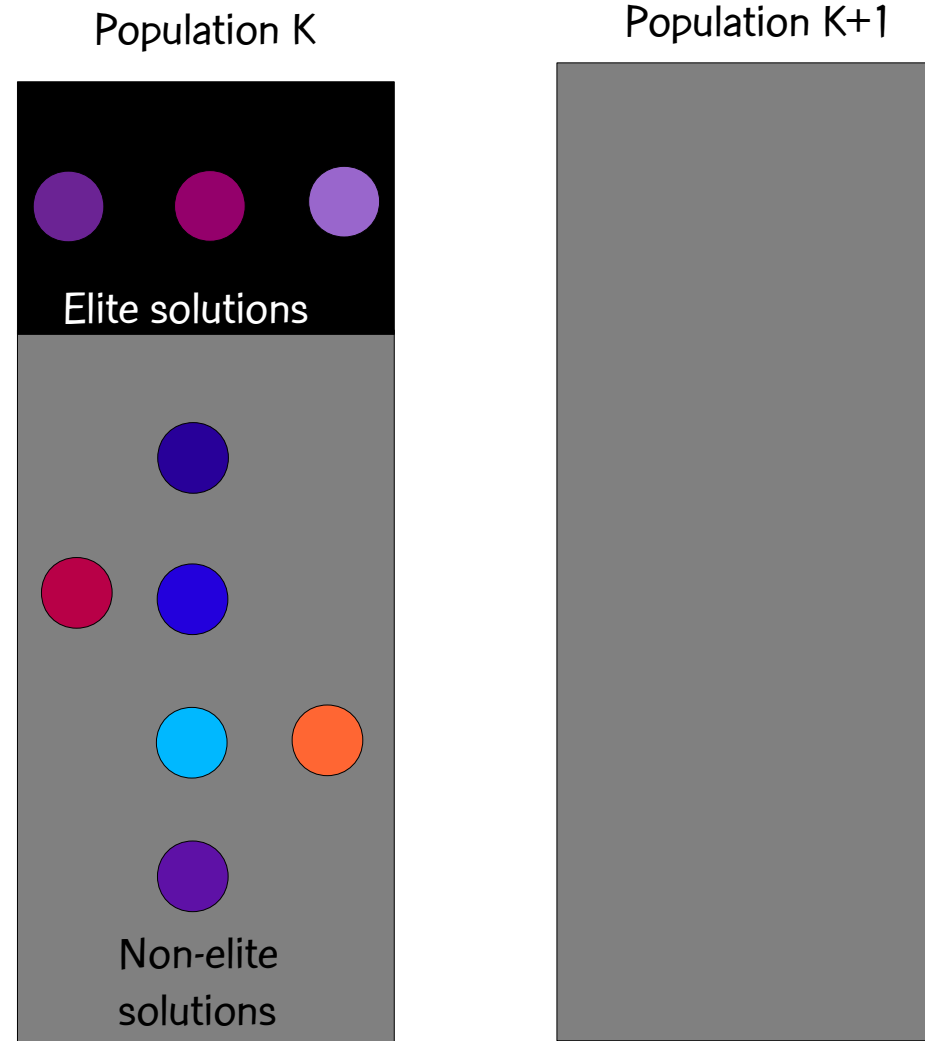 Population K
Population K+1
Elite solutions
Non-elite
solutions